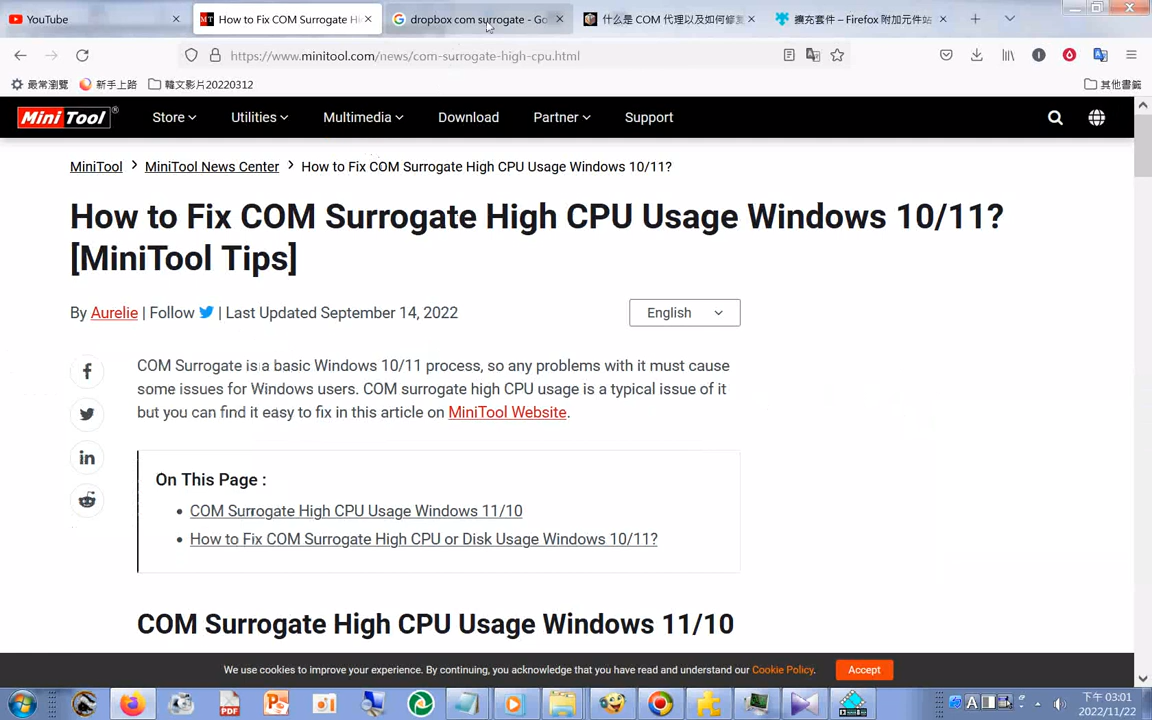 YouTube
How to Fix COM Surrogate Hi
dropbox com surrogate - Go
什么是 COM 代理以及如何修复
擴充套件 – Firefox 附加元件站
https://www.minitool.com/news/com-surrogate-high-cpu.html
最常瀏覽
新手上路
韓文影片20220312
其他書籤
Mini Tool®
Store
Utilities
Multimedia
Download
Partner
Support
MiniTool > MiniTool News Center > How to Fix COM Surrogate High CPU Usage Windows 10/11?
How to Fix COM Surrogate High CPU Usage Windows 10/11?
[MiniTool Tips]
By Aurelie | Follow | Last Updated September 14, 2022
English
COM Surrogate is a basic Windows 10/11 process, so any problems with it must cause
some issues for Windows users. COM surrogate high CPU usage is a typical issue of it
but you can find it easy to fix in this article on MiniTool Website.
On This Page :
COM Surrogate High CPU Usage Windows 11/10
How to Fix COM Surrogate High CPU or Disk Usage Windows 10/11?
COM Surrogate High CPU Usage Windows 11/10
We use cookies to improve your experience. By continuing, you acknowledge that you have read and understand our Cookie Policy.
Accept
下午 03:01
2022/11/22